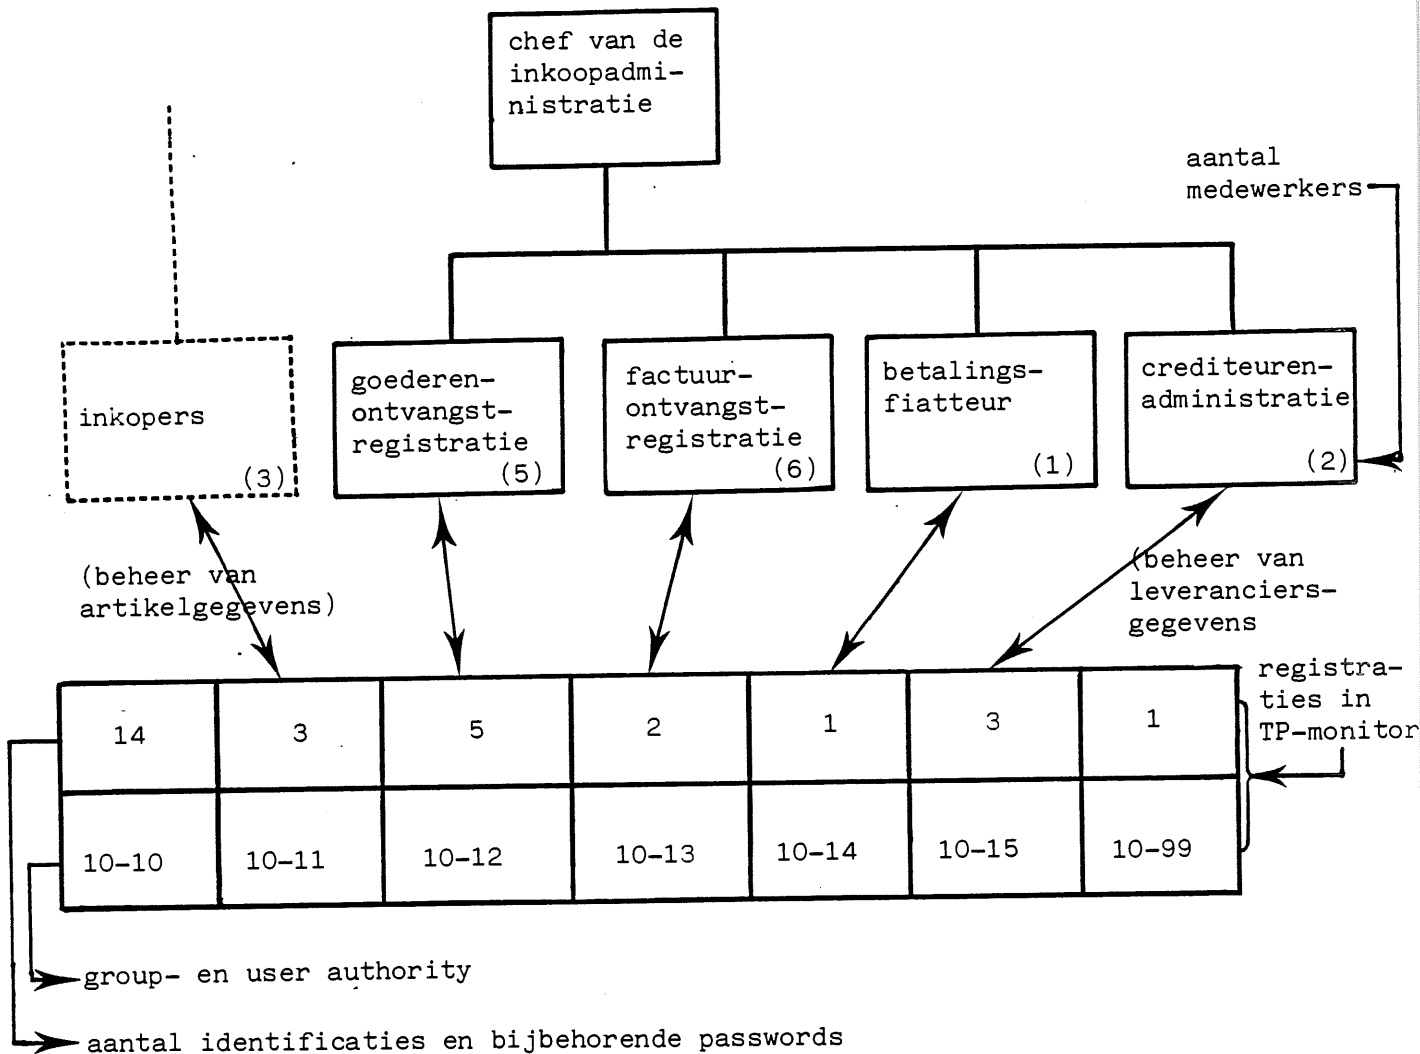 chef van de
inkoopadmi-
nistratie
aantal
medewerkers
inkopers
(3)
goederen-
ontvangst-
registratie
(5)
factuur-
ontvangst-
registratie
(6)
betalings-
fiatteur
(1)
crediteuren-
administratie
(2)
(beheer van
artikelgegevens)
(beheer van
leveranciers-
gegevens
registra-
ties in
TP-monitor
14 3 5 2 1 3 1
10-10 10-11 10-12 10-13 10-14 10-15 10-99
group- en user authority
aantal identificaties en bijbehorende passwords